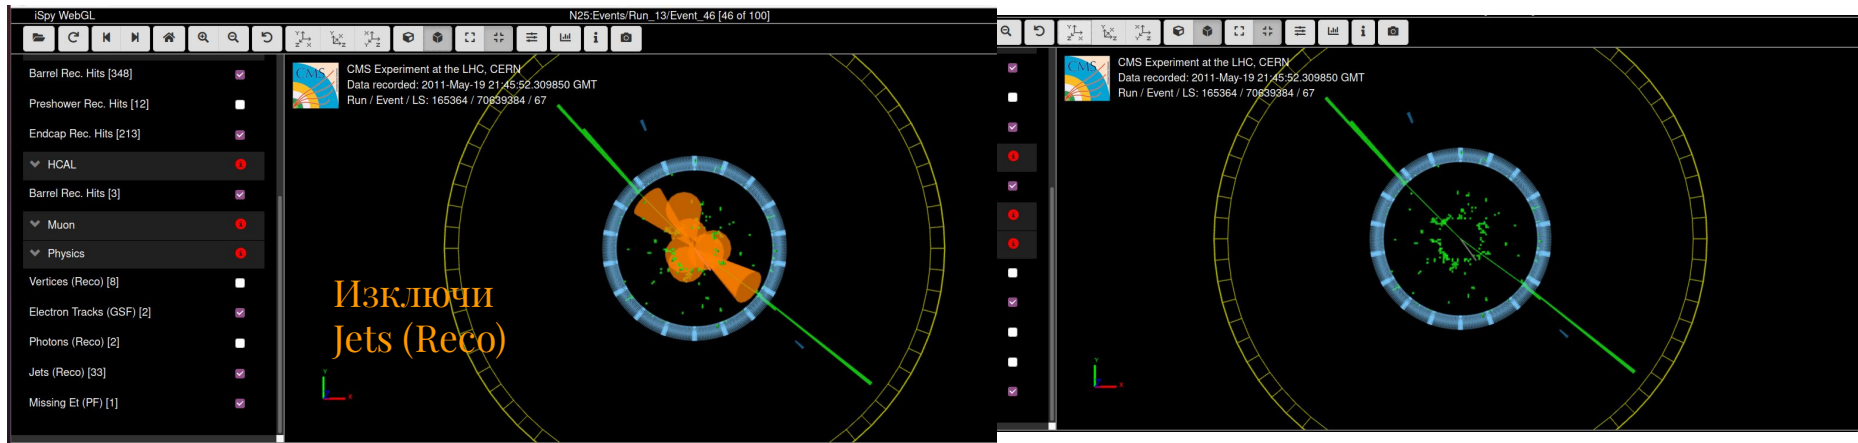 iSpy WebGL
N25:Events/Run_13/Event_46 [46 of 100]
Barrel Rec. Hits [348]
Preshower Rec. Hits [12]
Endcap Rec. Hits [213]
HCAL
Barrel Rec. Hits [3]
Muon
Physics
Vertices (Reco) [8]
Electron Tracks (GSF) [2]
Photons (Reco) [2]
Jets (Reco) [33]
Missing Et (PF) [1]
CMS
CMS Experiment at the LHC, CERN
Data recorded: 2011-May-19 21:45:52.309850 GMT
Run / Event / LS: 165364 / 70639384 / 67
Изключи
Jets (Reco)
CMS
CMS Experiment at the LHC, CERN
Data recorded: 2011-May-19 21:45:52.309850 GMT
Run / Event / LS: 165364 / 70639384 / 67